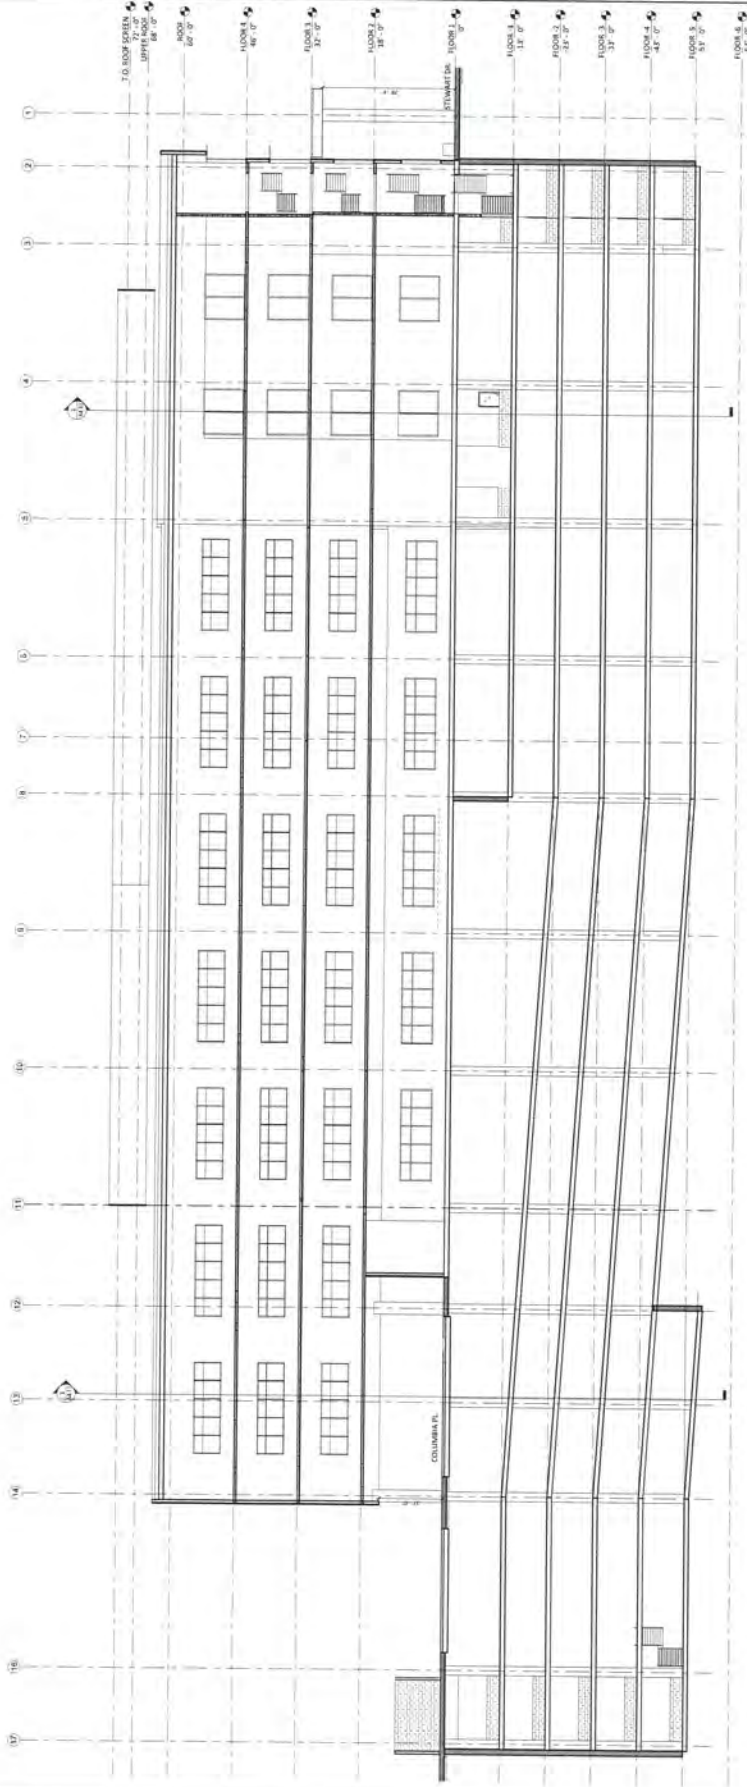 T.O. ROOF SCREEN
72' - 0"
UPPER ROOF
68' - 0"
ROOF
60' - 0"
FLOOR 4
46' - 0"
FLOOR 3
32' - 0"
FLOOR 2
18' - 0"
FLOOR 1
0"
FLOOR -1
-13' - 0"
FLOOR -2
-23' - 0"
FLOOR -3
-33' - 0"
FLOOR -4
-43' - 0"
FLOOR -5
-53' - 0"
FLOOR -6
STEWART DR.
COLUMBIA PL.
1
2
3
4
5
6
7
8
9
10
11
12
13
14
16
17